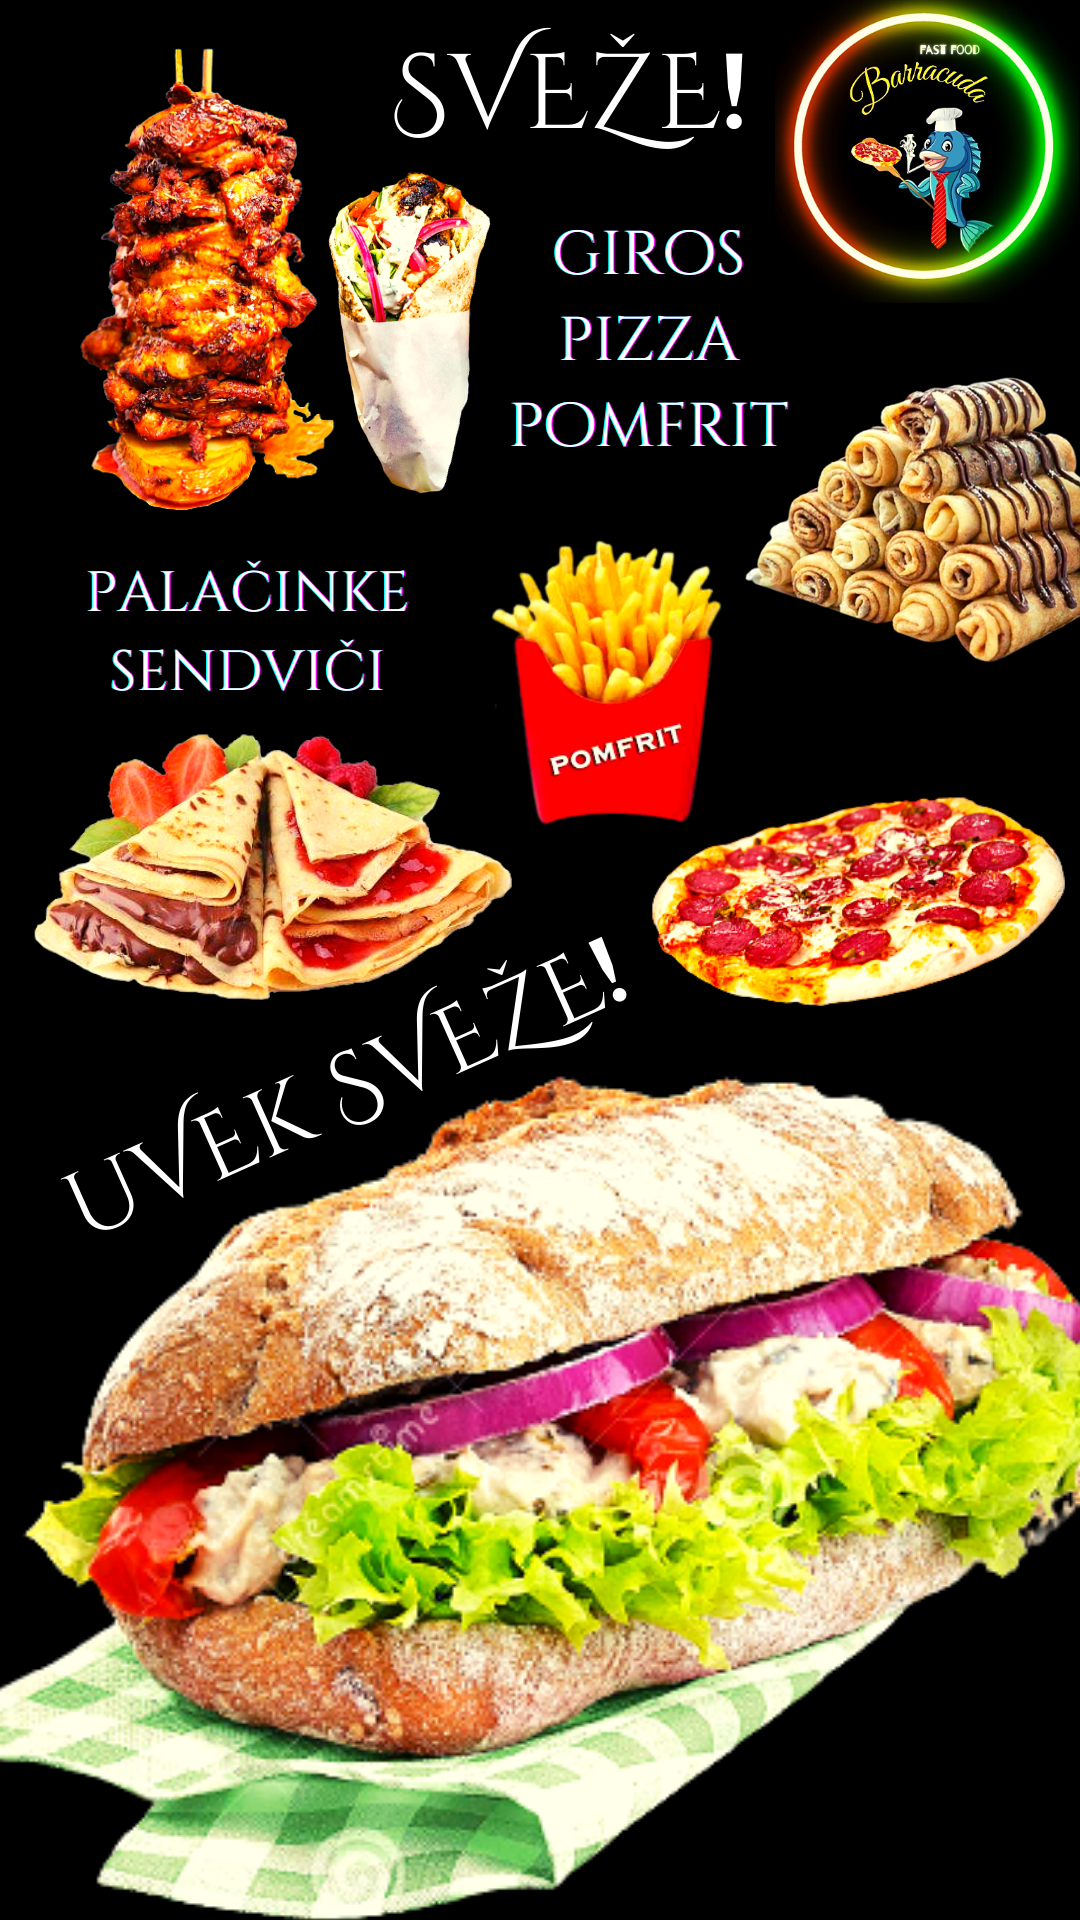 SVEŽE!
FAST FOOD
Barracuda
GIROS
PIZZA
POMFRIT
PALAČINKE
SENDVIČI
POMFRIT
UVEK SVEŽE!